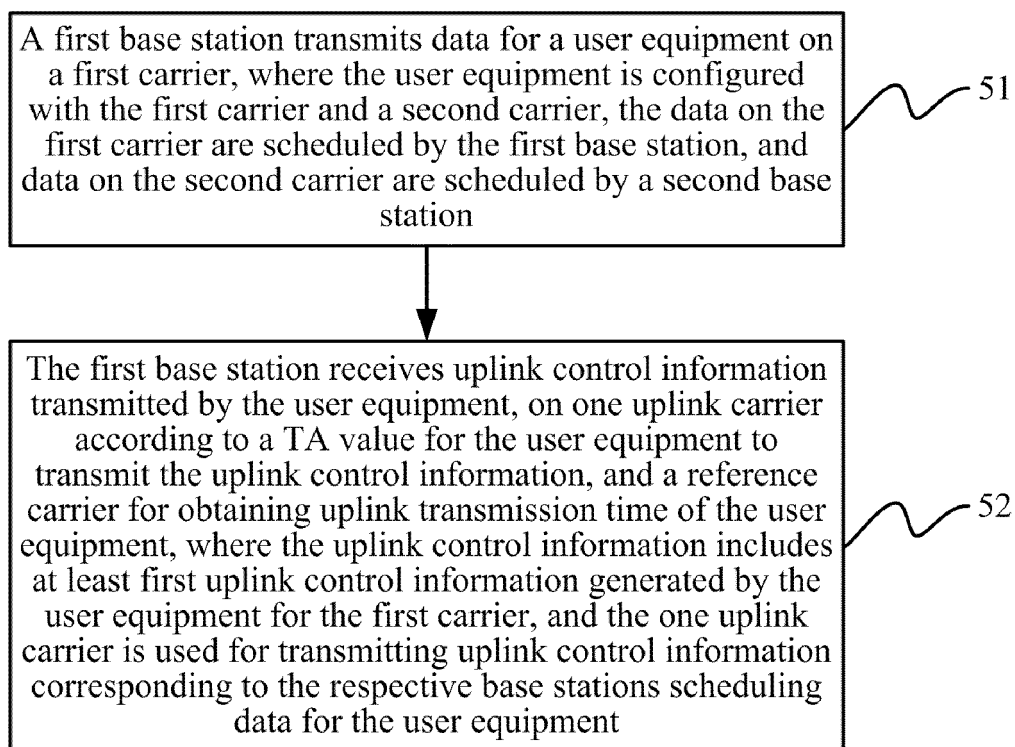 A first base station transmits data for a user equipment on
a first carrier, where the user equipment is configured
with the first carrier and a second carrier, the data on the
first carrier are scheduled by the first base station, and
data on the second carrier are scheduled by a second base
station
51
The first base station receives uplink control information
transmitted by the user equipment, on one uplink carrier
according to a TA value for the user equipment to
transmit the uplink control information, and a reference
carrier for obtaining uplink transmission time of the user
equipment, where the uplink control information includes
at least first uplink control information generated by the
user equipment for the first carrier, and the one uplink
carrier is used for transmitting uplink control information
corresponding to the respective base stations scheduling
data for the user equipment
52